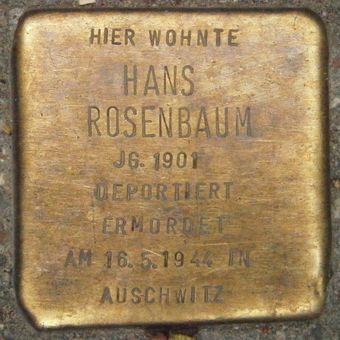 HIER WOHNTE
HANS
ROSENBAUM
JG. 1901
DEPORTIERT
ERMORDET
AM 16.5.1944 IN
AUSCHWITZ